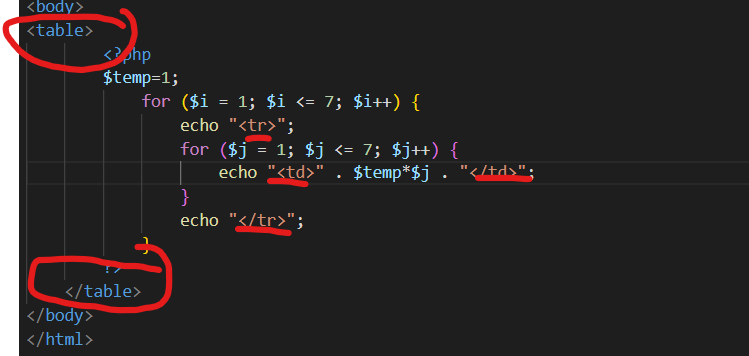 <body>
<table>
<?php
$temp=1;
for ($i = 1; $i <= 7; $i++) {
echo "<tr>";
for ($j = 1; $j <= 7; $j++) {
echo "<td>" . $temp*$j . "</td>";
}
echo "</tr>";
}
?>
</table>
</body>
</html>